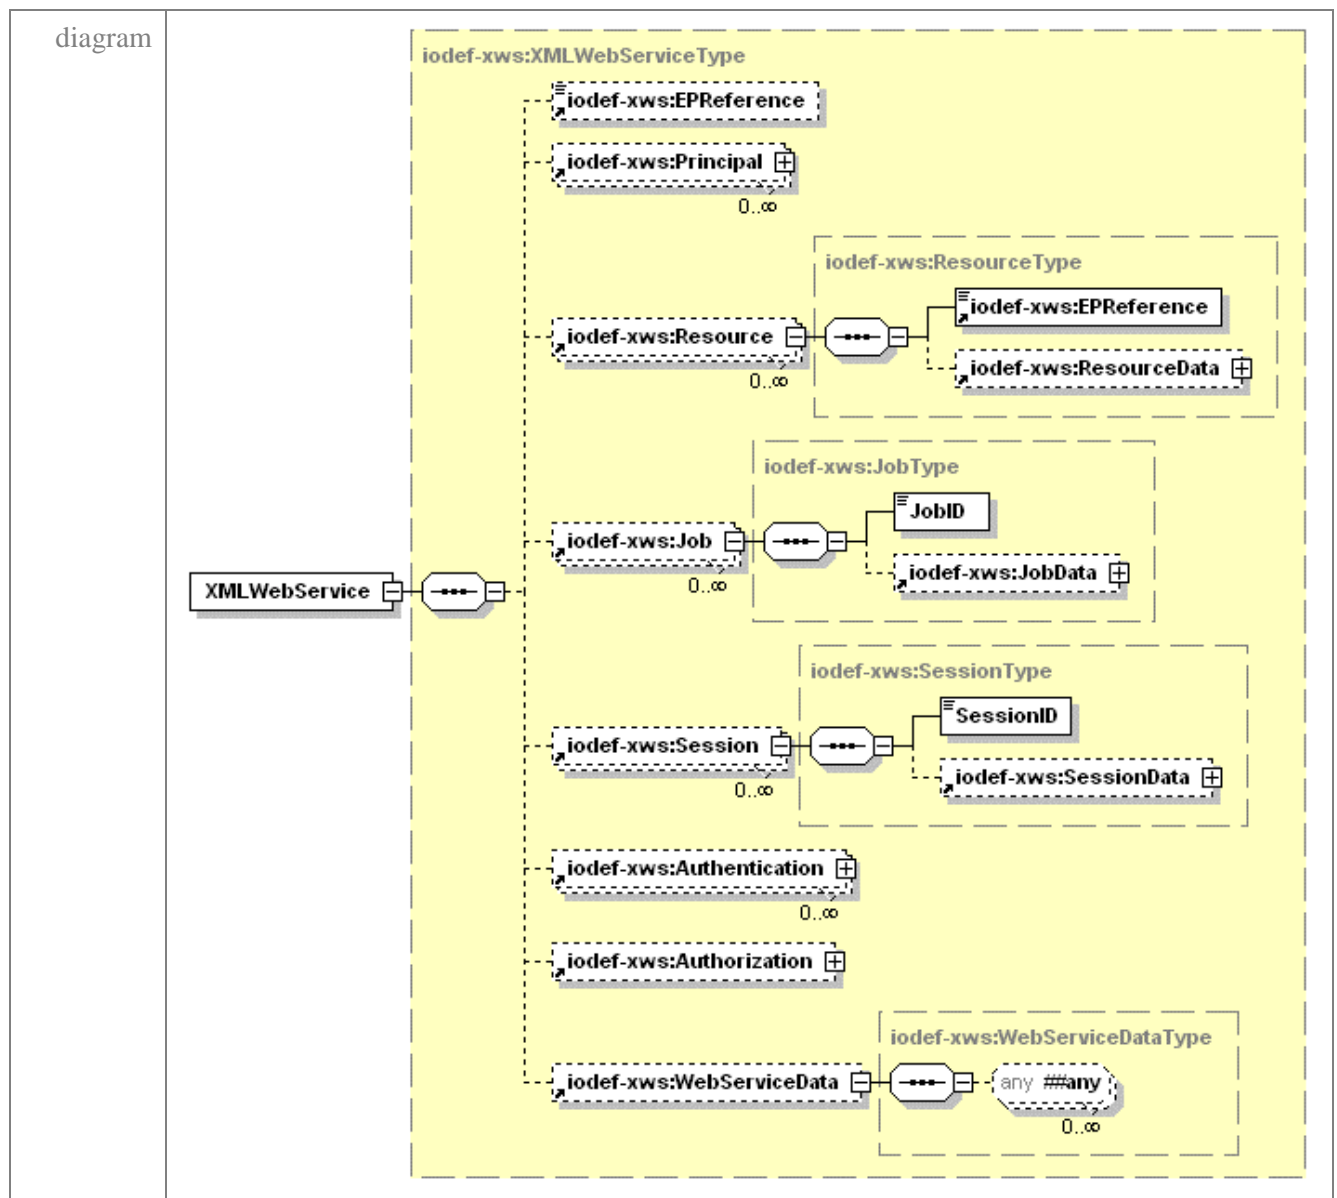 diagram
iodef-xws:XMLWebServiceType
iodef-xws:EPReference
iodef-xws:Principal
0..∞
iodef-xws:ResourceType
iodef-xws:EPReference
iodef-xws:Resource
0..∞
iodef-xws:ResourceData
iodef-xws:JobType
JobID
iodef-xws:Job
0..∞
iodef-xws:JobData
XMLWebService
iodef-xws:SessionType
SessionID
iodef-xws:Session
0..∞
iodef-xws:SessionData
iodef-xws:Authentication
0..∞
iodef-xws:Authorization
iodef-xws:WebServiceDataType
iodef-xws:WebServiceData
any ##any
0..∞